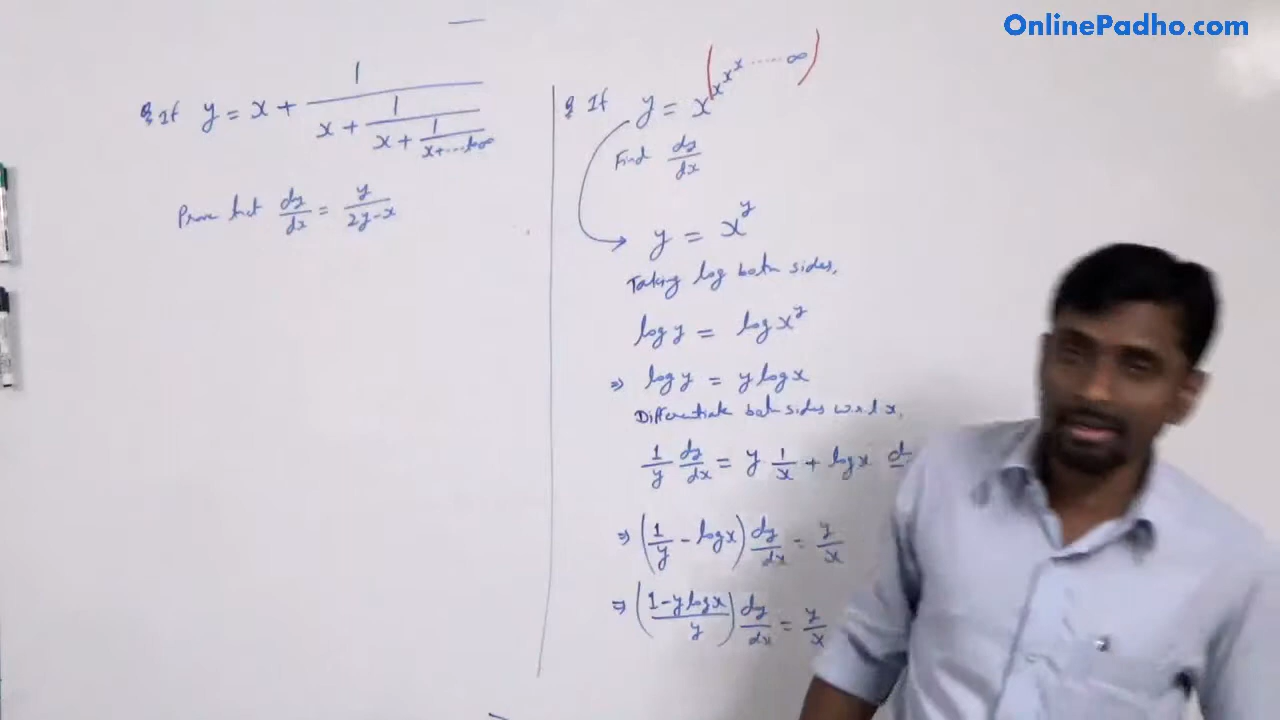 OnlinePadho.com
Q If y = x + 1/(x + 1/(x + 1/(x + ... to ∞)))
Prove that dy/dx = y/(2y-x)
Q If y = x^(x^x^x ..... ∞)
Find dy/dx
y = x^y
Taking log both sides,
log y = log x^y
⇒ log y = y log x
Differentiate both sides w.r.t x,
1/y dy/dx = y 1/x + log x
⇒ (1/y - log x) dy/dx = y/x
⇒ ((1 - y log x)/y) dy/dx = y/x